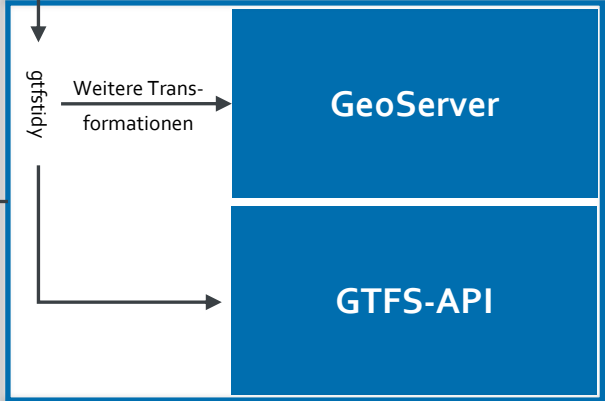 gtfstidy
Weitere Trans-
formationen
GeoServer
GTFS-API